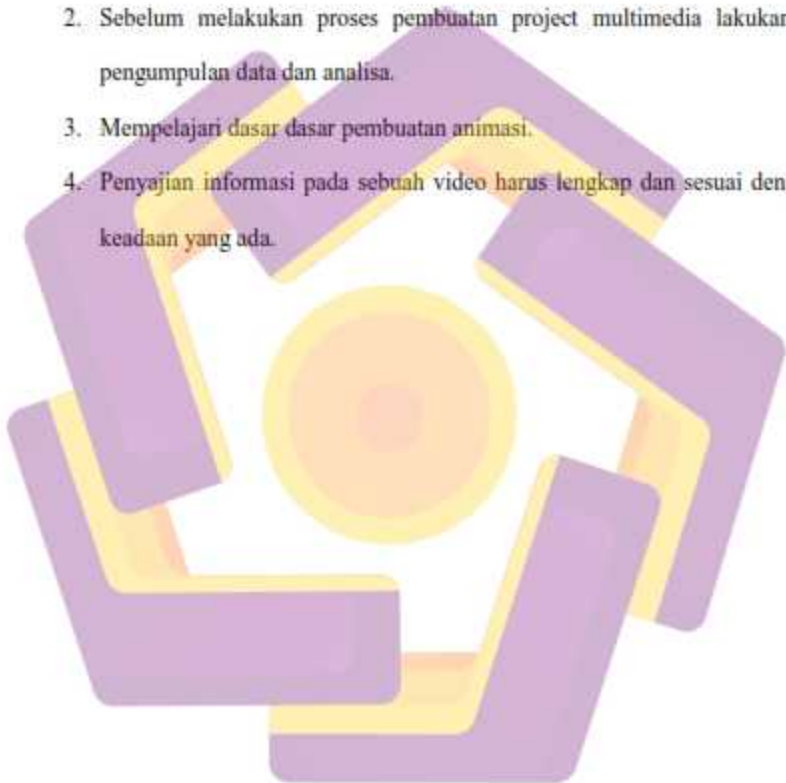 2. Sebelum melakukan proses pembuatan project multimedia lakukan
pengumpulan data dan analisa.
3. Mempelajari dasar dasar pembuatan animasi.
4. Penyajian informasi pada sebuah video harus lengkap dan sesuai den
keadaan yang ada.